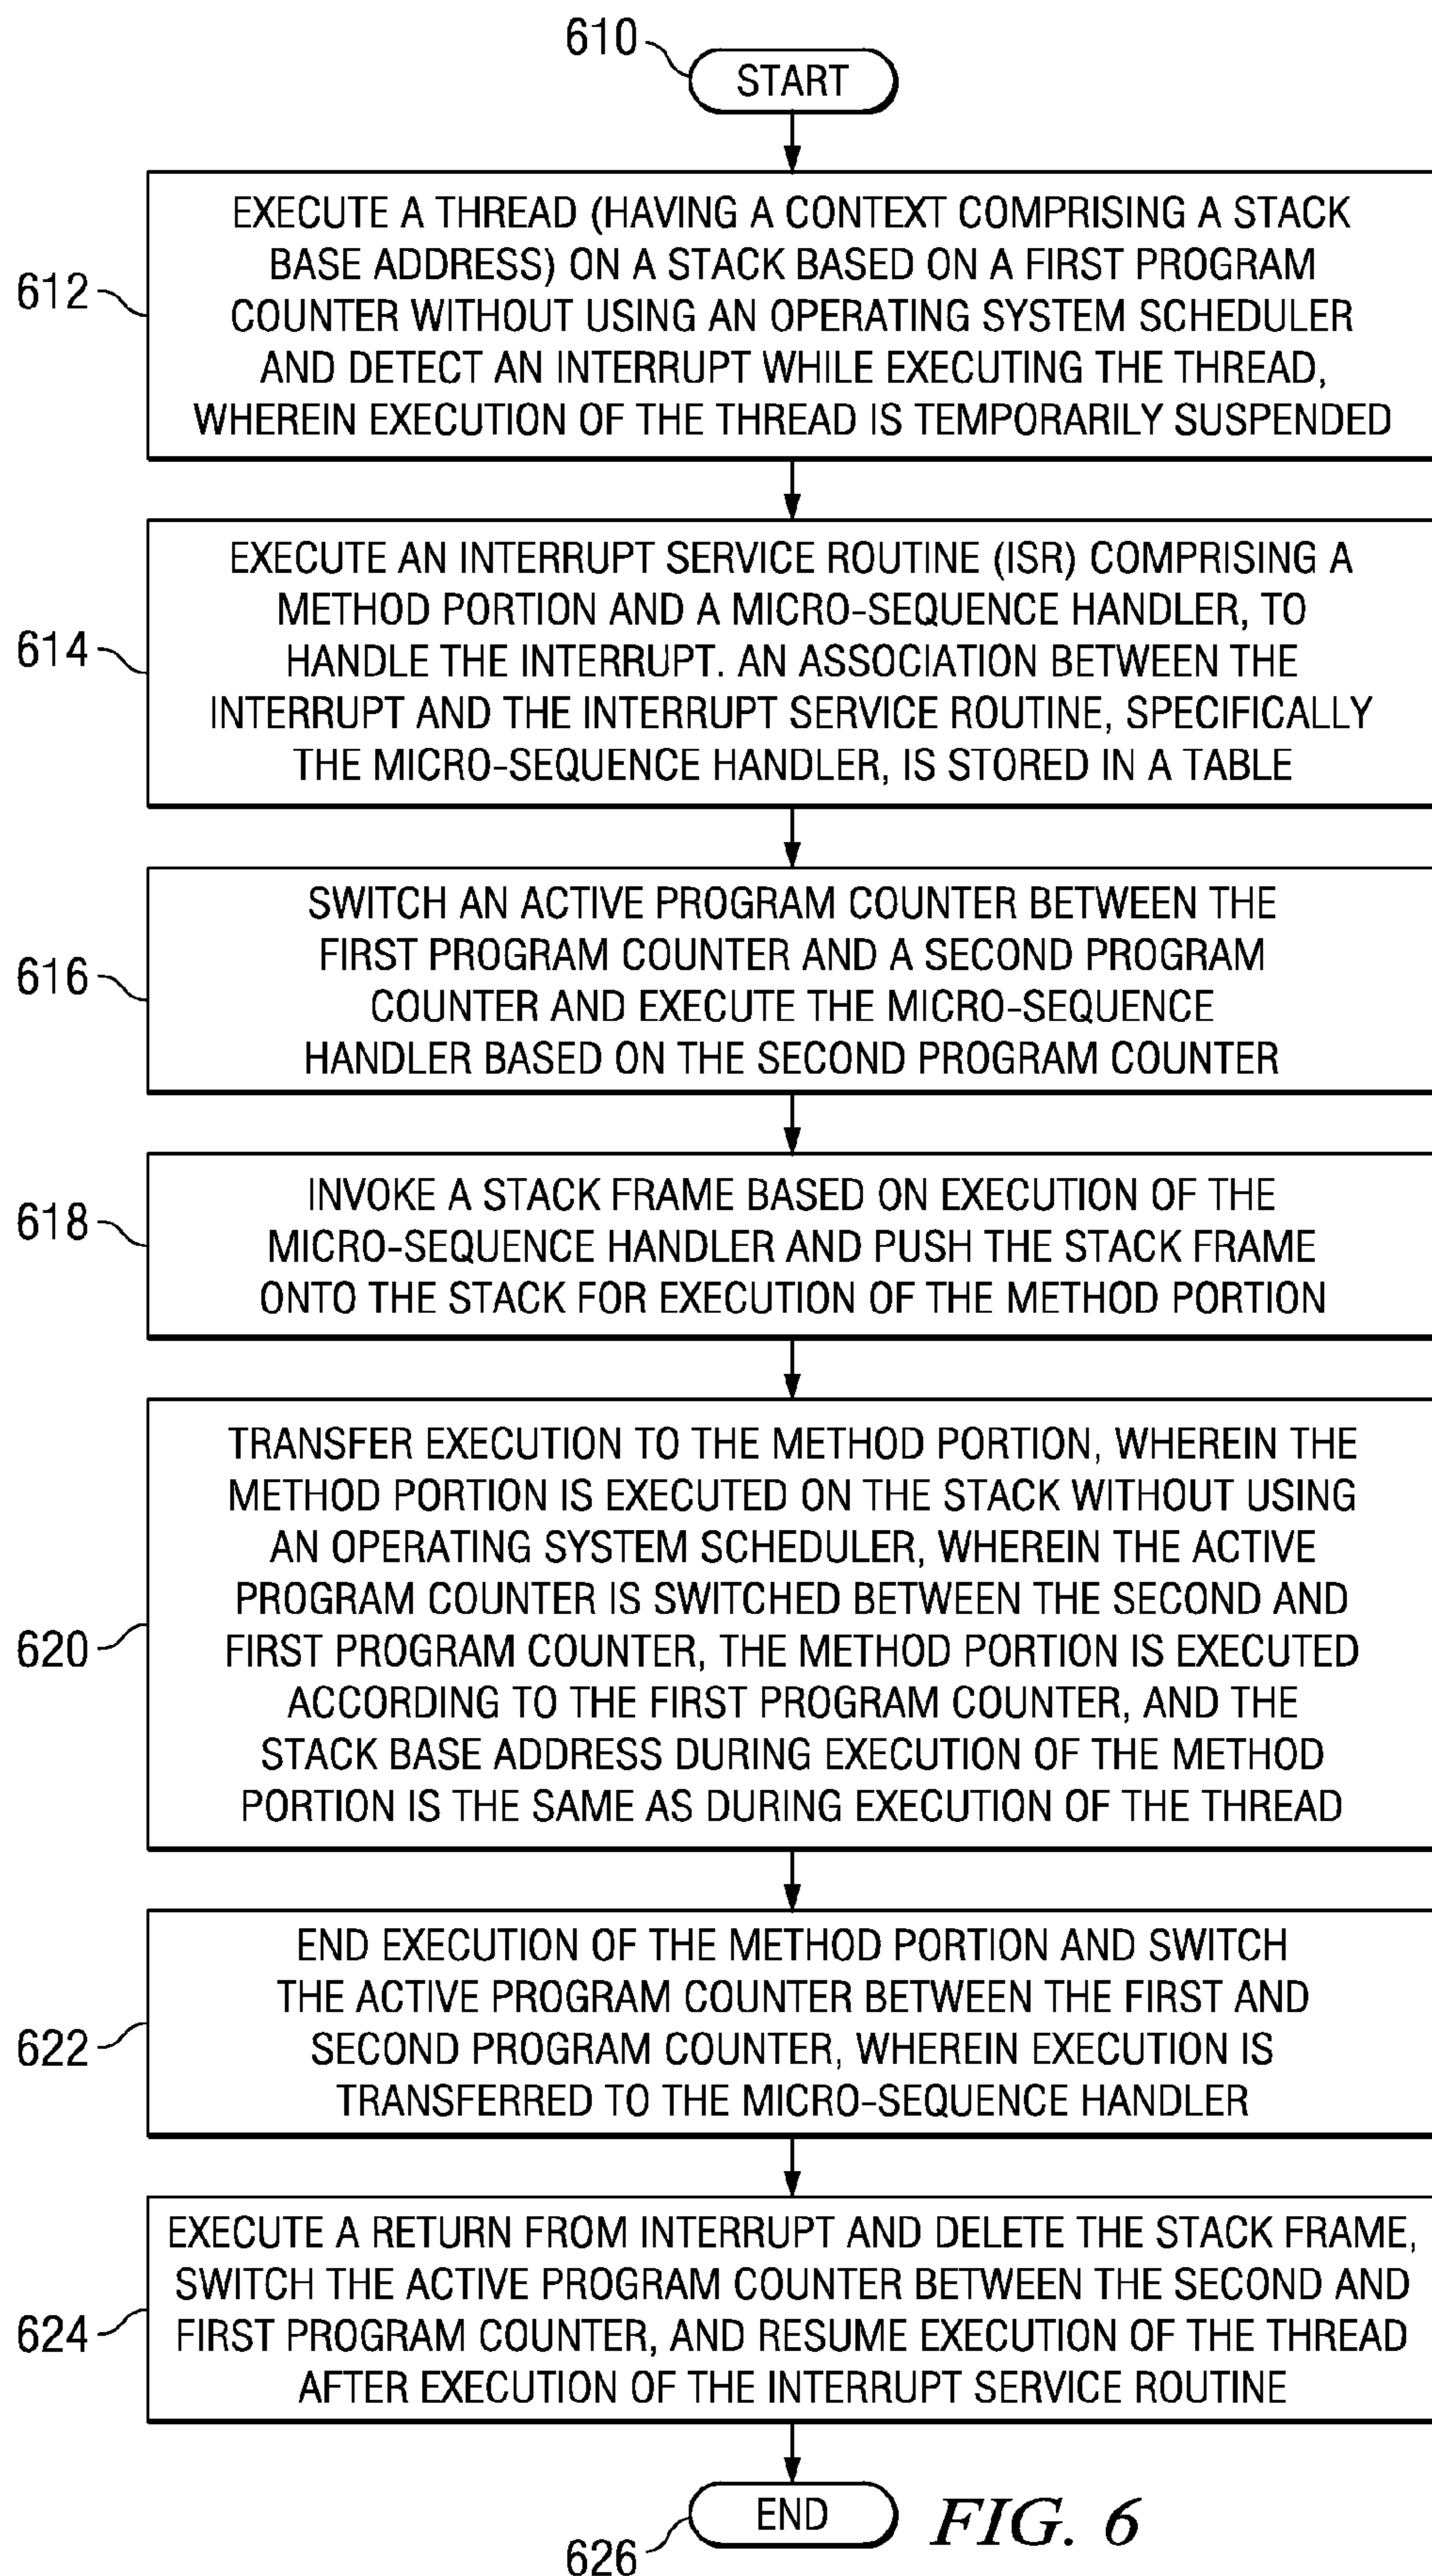 610
START
612
EXECUTE A THREAD (HAVING A CONTEXT COMPRISING A STACK
BASE ADDRESS) ON A STACK BASED ON A FIRST PROGRAM
COUNTER WITHOUT USING AN OPERATING SYSTEM SCHEDULER
AND DETECT AN INTERRUPT WHILE EXECUTING THE THREAD,
WHEREIN EXECUTION OF THE THREAD IS TEMPORARILY SUSPENDED
614
EXECUTE AN INTERRUPT SERVICE ROUTINE (ISR) COMPRISING A
METHOD PORTION AND A MICRO-SEQUENCE HANDLER, TO
HANDLE THE INTERRUPT. AN ASSOCIATION BETWEEN THE
INTERRUPT AND THE INTERRUPT SERVICE ROUTINE, SPECIFICALLY
THE MICRO-SEQUENCE HANDLER, IS STORED IN A TABLE
616
SWITCH AN ACTIVE PROGRAM COUNTER BETWEEN THE
FIRST PROGRAM COUNTER AND A SECOND PROGRAM
COUNTER AND EXECUTE THE MICRO-SEQUENCE
HANDLER BASED ON THE SECOND PROGRAM COUNTER
618
INVOKE A STACK FRAME BASED ON EXECUTION OF THE
MICRO-SEQUENCE HANDLER AND PUSH THE STACK FRAME
ONTO THE STACK FOR EXECUTION OF THE METHOD PORTION
620
TRANSFER EXECUTION TO THE METHOD PORTION, WHEREIN THE
METHOD PORTION IS EXECUTED ON THE STACK WITHOUT USING
AN OPERATING SYSTEM SCHEDULER, WHEREIN THE ACTIVE
PROGRAM COUNTER IS SWITCHED BETWEEN THE SECOND AND
FIRST PROGRAM COUNTER, THE METHOD PORTION IS EXECUTED
ACCORDING TO THE FIRST PROGRAM COUNTER, AND THE
STACK BASE ADDRESS DURING EXECUTION OF THE METHOD
PORTION IS THE SAME AS DURING EXECUTION OF THE THREAD
622
END EXECUTION OF THE METHOD PORTION AND SWITCH
THE ACTIVE PROGRAM COUNTER BETWEEN THE FIRST AND
SECOND PROGRAM COUNTER, WHEREIN EXECUTION IS
TRANSFERRED TO THE MICRO-SEQUENCE HANDLER
624
EXECUTE A RETURN FROM INTERRUPT AND DELETE THE STACK FRAME,
SWITCH THE ACTIVE PROGRAM COUNTER BETWEEN THE SECOND AND
FIRST PROGRAM COUNTER, AND RESUME EXECUTION OF THE THREAD
AFTER EXECUTION OF THE INTERRUPT SERVICE ROUTINE
626
END
FIG. 6